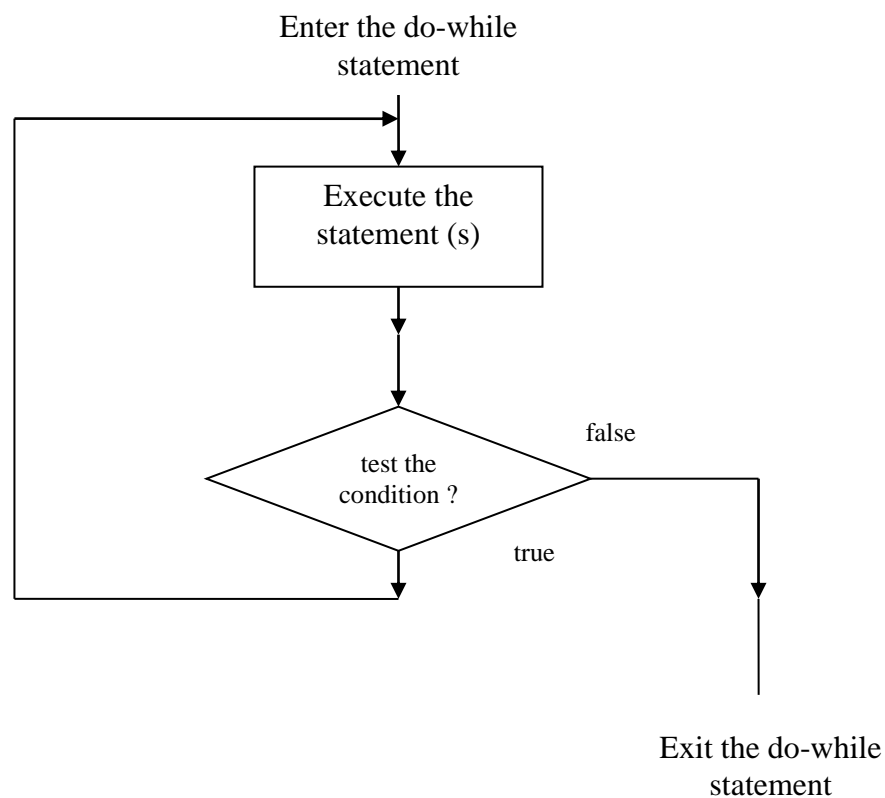 Enter the do-while
statement
Execute the
statement (s)
false
test the
condition ?
true
Exit the do-while
statement